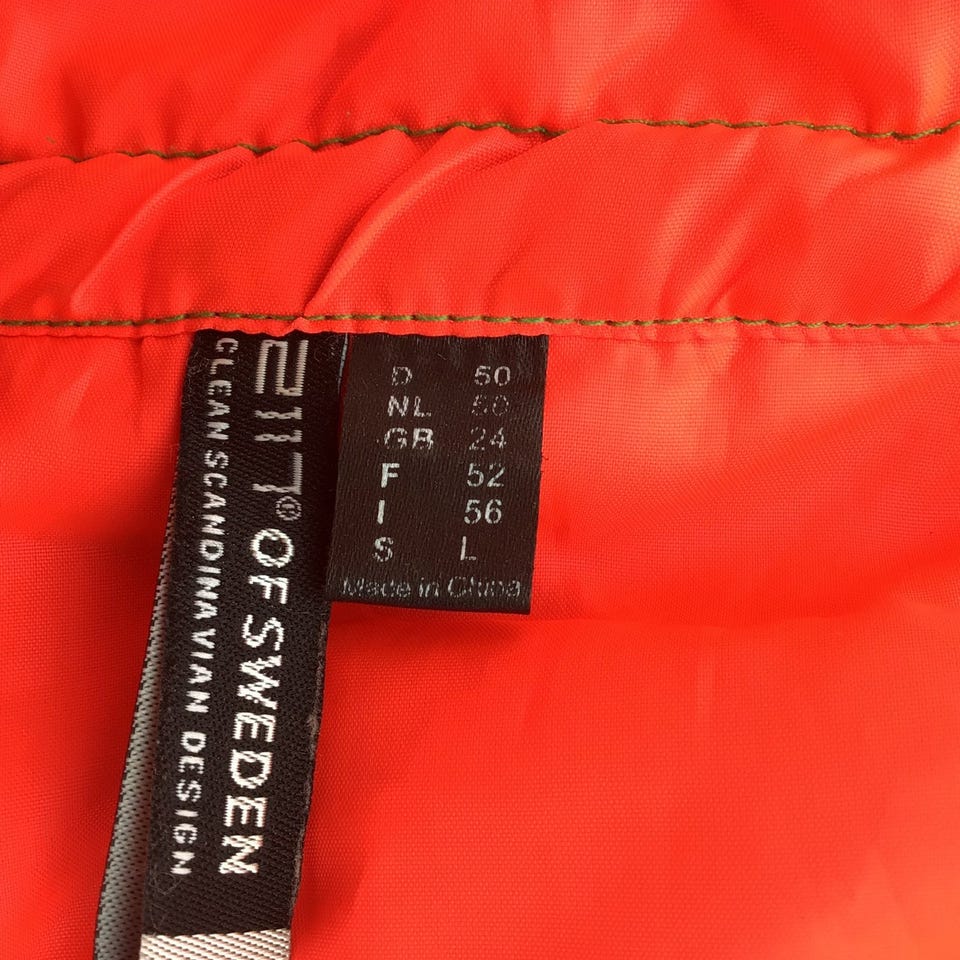 2117® OF SWEDEN
CLEAN SCANDINAVIAN DESIGN
D 50
NL 50
GB 24
F 52
I 56
S L
Made in China